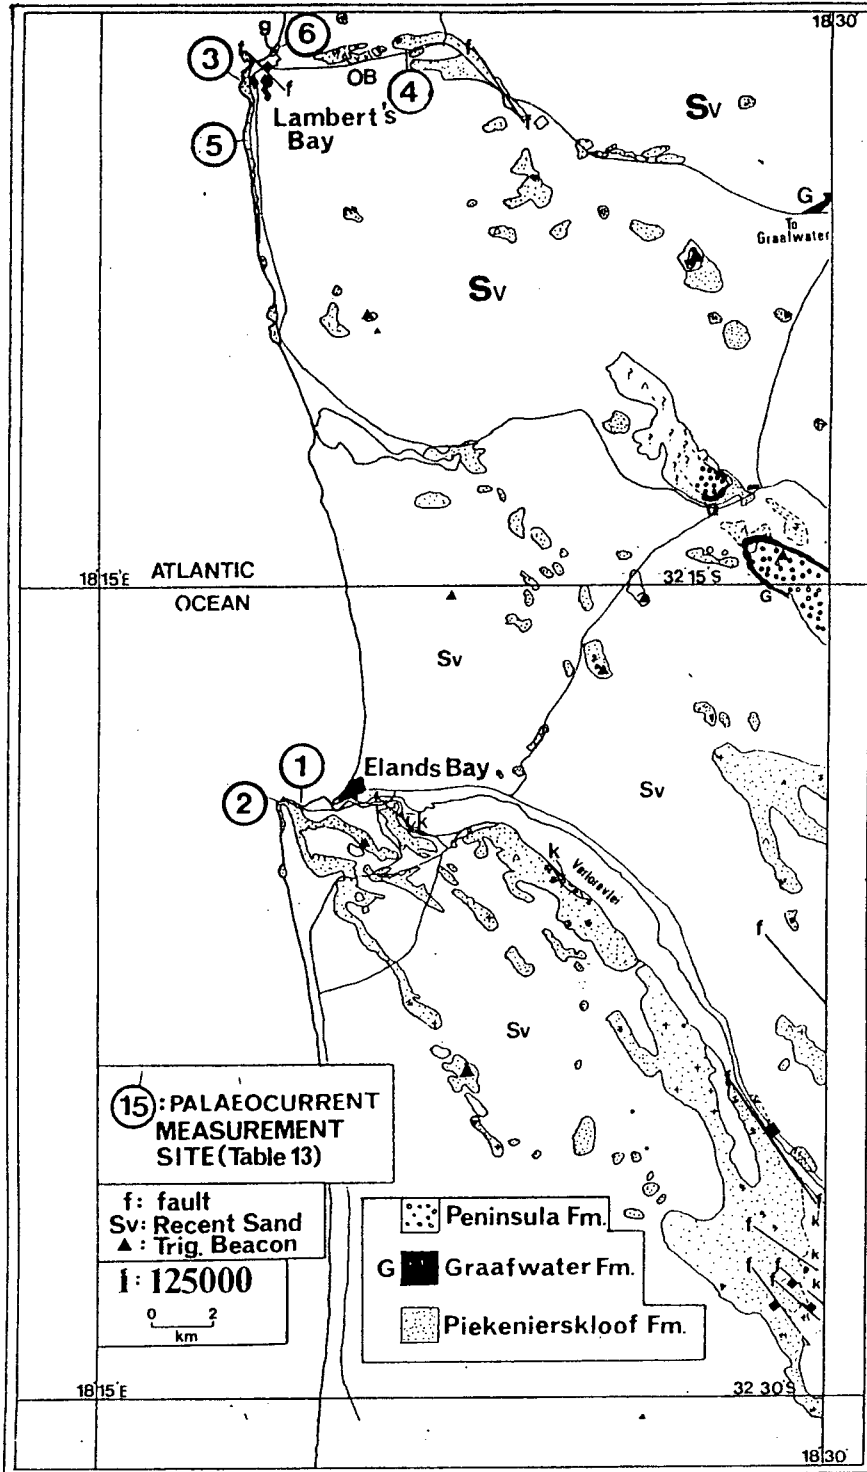 18 30'
g
6
3
f
f
OB
4
f
Lambert's
Bay
5
f
Sv
G
To
Graafwater
Sv
18 15'E
ATLANTIC
OCEAN
32 15'S
G
Sv
1
Elands Bay
2
Sv
k
k
Verlorevlei
f
Sv
15 : PALAEOCURRENT
MEASUREMENT
SITE (Table 13)
f: fault
Sv: Recent Sand
▲: Trig. Beacon
1: 125000
0 2
km
Peninsula Fm.
G Graafwater Fm.
Piekenierskloof Fm.
f
f
k
f
f
f
k
k
18 15'E
32 30'S
18 30'